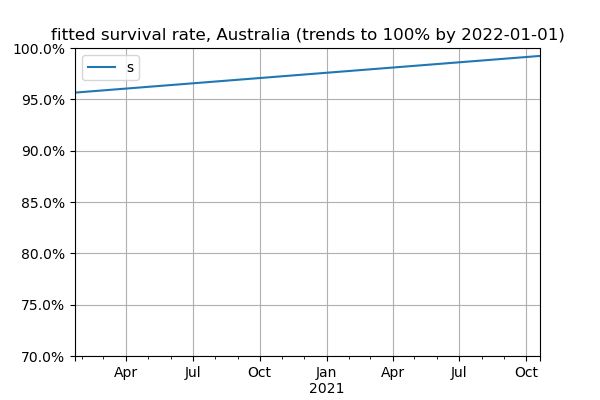 fitted survival rate, Australia (trends to 100% by 2022-01-01)
100.0%
s
95.0%
90.0%
85.0%
80.0%
75.0%
70.0%
Apr Jul Oct Jan Apr Jul Oct
2021